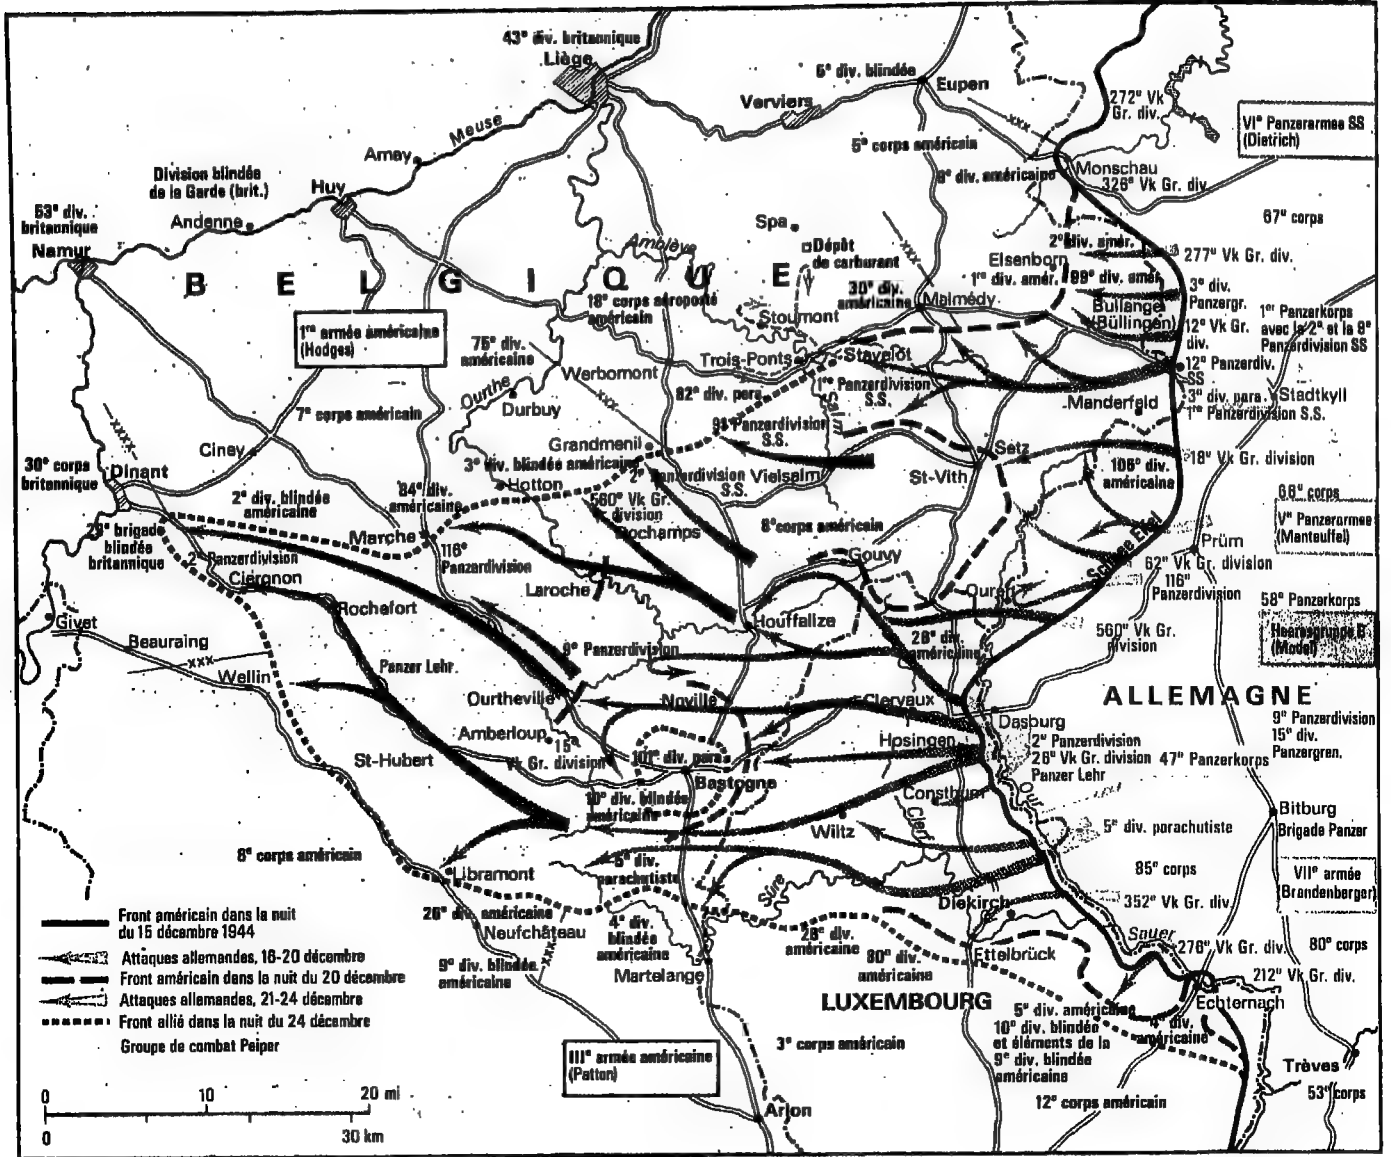 43e div. britannique
Liège
6e div. blindée
Eupen
Verviers
272e Vk
Gr. div.
VIe Panzerarmee SS
(Dietrich)
Meuse
Amay
5e corps américain
Monschau
326e Vk Gr. div.
Division blindée
de la Garde (brit.)
Huy
Andenne
53e div.
britannique
Namur
67e corps
Spa
Amblève
Dépôt
de carburant
2e div. amér.
277e Vk Gr. div.
Elsenborn
1re div. amér.
99e div. amér.
BELGIQUE
18e corps aéroporté
américain
30e div.
américaine
Malmédy
Bullange
(Büllingen)
3e div.
Panzergr.
1er Panzerkorps
12e Vk Gr.
div.
Stoumont
1re armée américaine
(Hodges)
75e div.
américaine
Trois-Ponts
Stavelot
12e Panzerdiv.
SS
Werbomont
1re Panzerdivision
S.S.
Salm
82e div. para
Ourthe
Durbuy
3e div. para
Stadtkyll
1re Panzerdivision S.S.
Manderfeld
7e corps américain
9e Panzerdivision
S.S.
Grandmenil
Setz
Ciney
3e div. blindée américaine
2e Panzerdivision
S.S.
Vielsalm
St-Vith
106e div.
américaine
18e Vk Gr. division
30e corps
britannique
Dinant
Hotton
2e div. blindée
américaine
84e div.
américaine
560e Vk Gr.
division
66e corps
Ve Panzerarmee
(Manteuffel)
8e corps américain
Marche
29e brigade
blindée
britannique
Schnee Eifel
Prüm
2e Panzerdivision
116e
Panzerdivision
Gouvy
62e Vk Gr. division
116e
Panzerdivision
Ciergnon
Laroche
58e Panzerkorps
Rochefort
Givet
Houffalize
28e div.
américaine
560e Vk Gr.
division
Heeresgruppe B
(Model)
Beauraing
9e Panzerdivision
Panzer Lehr
Wellin
ALLEMAGNE
Ourtheville
Noville
Clervaux
Dasburg
9e Panzerdivision
15e div.
Panzergren.
Amberloup
Hosingen
2e Panzerdivision
26e Vk Gr. division
Panzer Lehr
47e Panzerkorps
15e
Vk Gr. division
101e div. para
St-Hubert
Bastogne
10e div. blindée
américaine
Consthum
Our
Bitburg
Brigade Panzer
Wiltz
Clerf
5e div. parachutiste
8e corps américain
5e div.
parachutiste
85e corps
VIIe armée
(Brandenberger)
Libramont
Sûre
Diekirch
352e Vk Gr. div.
Front américain dans la nuit
du 15 décembre 1944
26e div. américaine
Neufchâteau
4e div.
blindée
américaine
américaine
Sauer
276e Vk Gr. div.
80e corps
Attaques allemandes, 16-20 décembre
80e div.
américaine
Ettelbrück
9e div. blindée
américaine
Martelange
212e Vk Gr. div.
Front américain dans la nuit du 20 décembre
Attaques allemandes, 21-24 décembre
LUXEMBOURG
Echternach
Front allié dans la nuit du 24 décembre
5e div. américaine
10e div. blindée
et éléments de la
9e div. blindée
américaine
4e div.
américaine
Groupe de combat Peiper
IIIe armée américaine
(Patton)
3e corps américain
Trèves
53e corps
0 10 20 mi
0 30 km
Arlon
12e corps américain